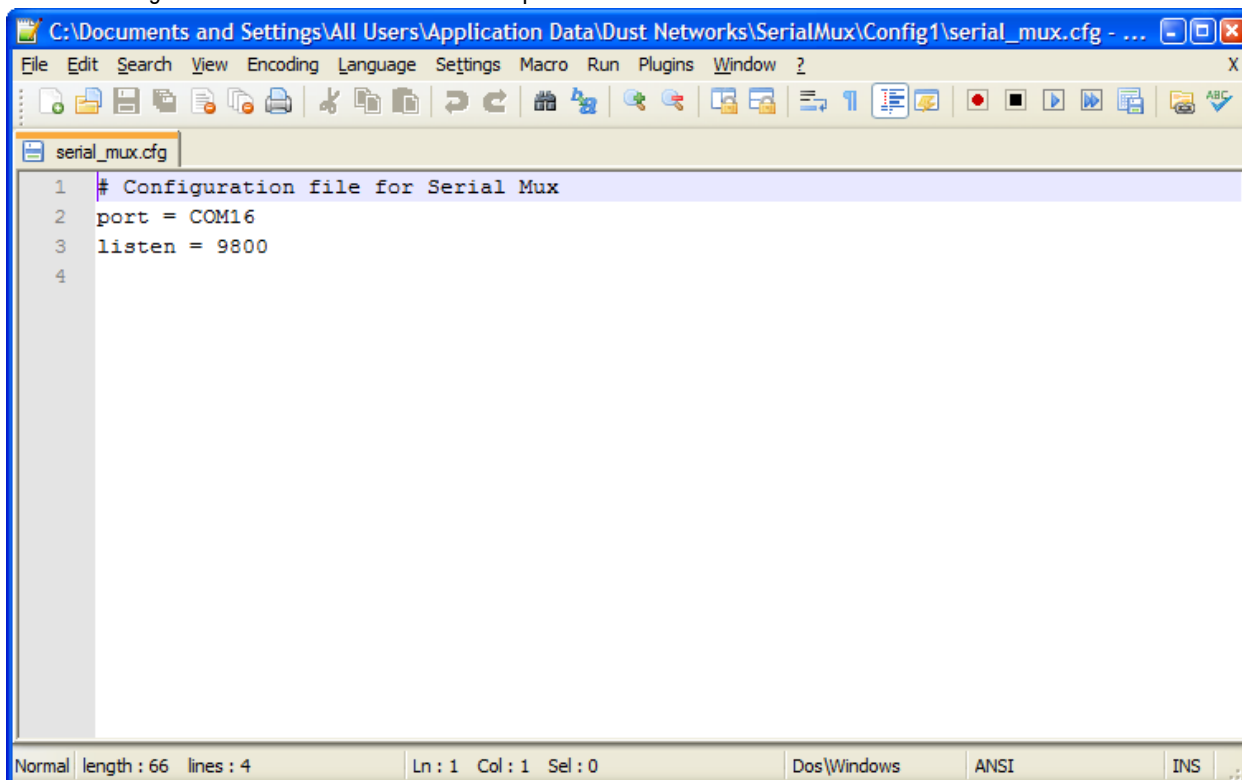 C:\Documents and Settings\All Users\Application Data\Dust Networks\SerialMux\Config1\serial_mux.cfg - ...
File Edit Search View Encoding Language Settings Macro Run Plugins Window ? X
ABC
serial_mux.cfg
1 # Configuration file for Serial Mux
2 port = COM16
3 listen = 9800
4
Normal length : 66 lines : 4 Ln : 1 Col : 1 Sel : 0 Dos\Windows ANSI INS